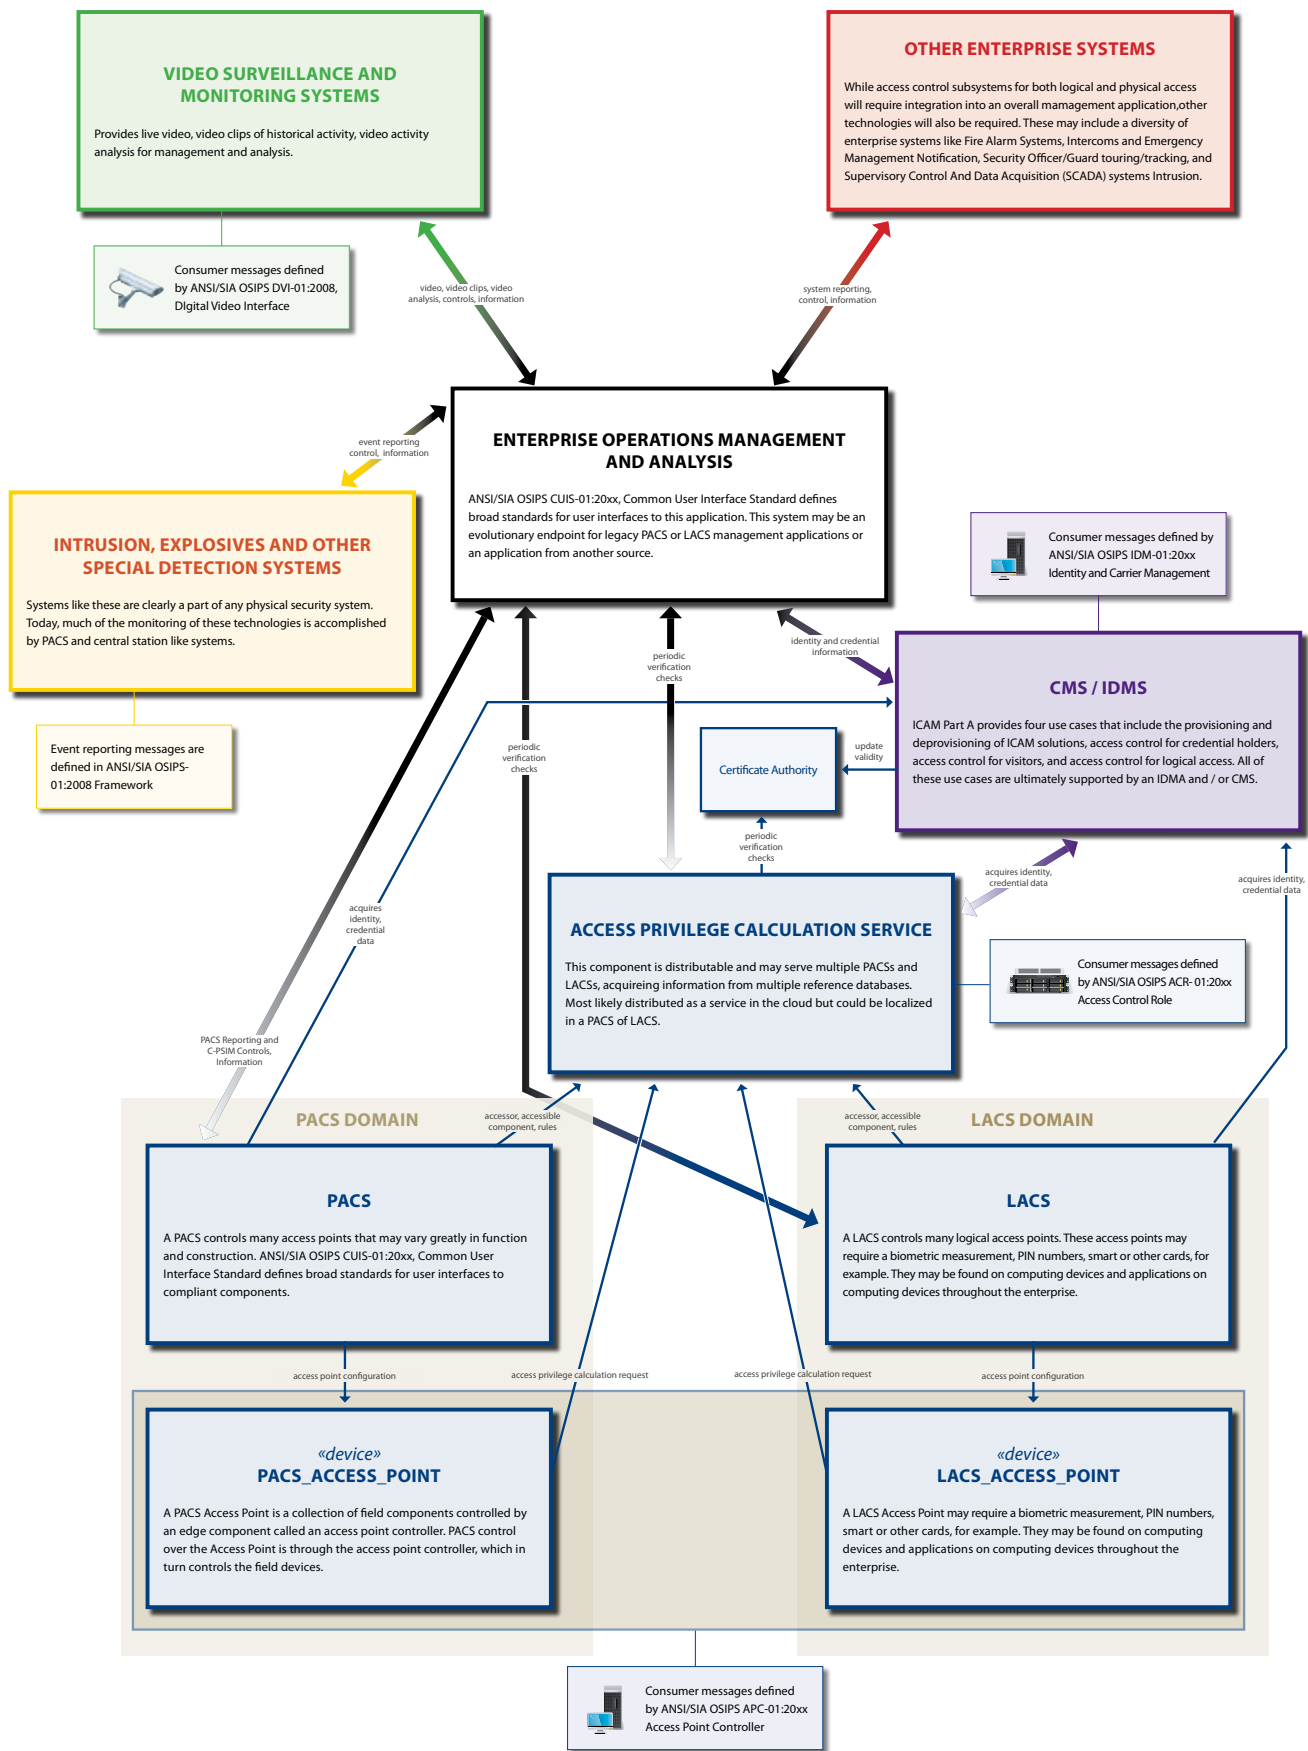 VIDEO SURVEILLANCE AND
MONITORING SYSTEMS
Provides live video, video clips of historical activity, video activity
analysis for management and analysis.
OTHER ENTERPRISE SYSTEMS
While access control subsystems for both logical and physical access
will require integration into an overall mamagement application,other
technologies will also be required. These may include a diversity of
enterprise systems like Fire Alarm Systems, Intercoms and Emergency
Management Notification, Security Officer/Guard touring/tracking, and
Supervisory Control And Data Acquisition (SCADA) systems Intrusion.
Consumer messages defined
by ANSI/SIA OSIPS DVI-01:2008,
DIgital Video Interface
video, video clips, video
analysis, controls, information
system reporting,
control, information
ENTERPRISE OPERATIONS MANAGEMENT
AND ANALYSIS
ANSI/SIA OSIPS CUIS-01:20xx, Common User Interface Standard defines
broad standards for user interfaces to this application. This system may be an
evolutionary endpoint for legacy PACS or LACS management applications or
an application from another source.
event reporting
control, information
INTRUSION, EXPLOSIVES AND OTHER
SPECIAL DETECTION SYSTEMS
Systems like these are clearly a part of any physical security system.
Today, much of the monitoring of these technologies is accomplished
by PACS and central station like systems.
Event reporting messages are
defined in ANSI/SIA OSIPS-
01:2008 Framework
Consumer messages defined by
ANSI/SIA OSIPS IDM-01:20xx
Identity and Carrier Management
identity and credential
information
periodic
verification
checks
CMS / IDMS
ICAM Part A provides four use cases that include the provisioning and
deprovisioning of ICAM solutions, access control for credential holders,
access control for visitors, and access control for logical access. All of
these use cases are ultimately supported by an IDMA and / or CMS.
periodic
verification
checks
Certificate Authority
update
validity
periodic
verification
checks
acquires identity,
credential data
acquires identity,
credential data
acquires
identity,
credential
data
ACCESS PRIVILEGE CALCULATION SERVICE
This component is distributable and may serve multiple PACSs and
LACSs, acquireing information from multiple reference databases.
Most likely distributed as a service in the cloud but could be localized
in a PACS of LACS.
Consumer messages defined
by ANSI/SIA OSIPS ACR- 01:20xx
Access Control Role
PACS Reporting and
C-PSIM Controls,
Information
PACS DOMAIN
accessor, accessible
component, rules
accessor, accessible
component, rules
LACS DOMAIN
PACS
A PACS controls many access points that may vary greatly in function
and construction. ANSI/SIA OSIPS CUIS-01:20xx, Common User
Interface Standard defines broad standards for user interfaces to
compliant components.
LACS
A LACS controls many logical access points. These access points may
require a biometric measurement, PIN numbers, smart or other cards, for
example. They may be found on computing devices and applications on
computing devices throughout the enterprise.
access point configuration
access privilege calculation request
access privilege calculation request
access point configuration
«device»
PACS_ACCESS_POINT
A PACS Access Point is a collection of field components controlled by
an edge component called an access point controller. PACS control
over the Access Point is through the access point controller, which in
turn controls the field devices.
«device»
LACS_ACCESS_POINT
A LACS Access Point may require a biometric measurement, PIN numbers,
smart or other cards, for example. They may be found on computing
devices and applications on computing devices throughout the
enterprise.
Consumer messages defined
by ANSI/SIA OSIPS APC-01:20xx
Access Point Controller